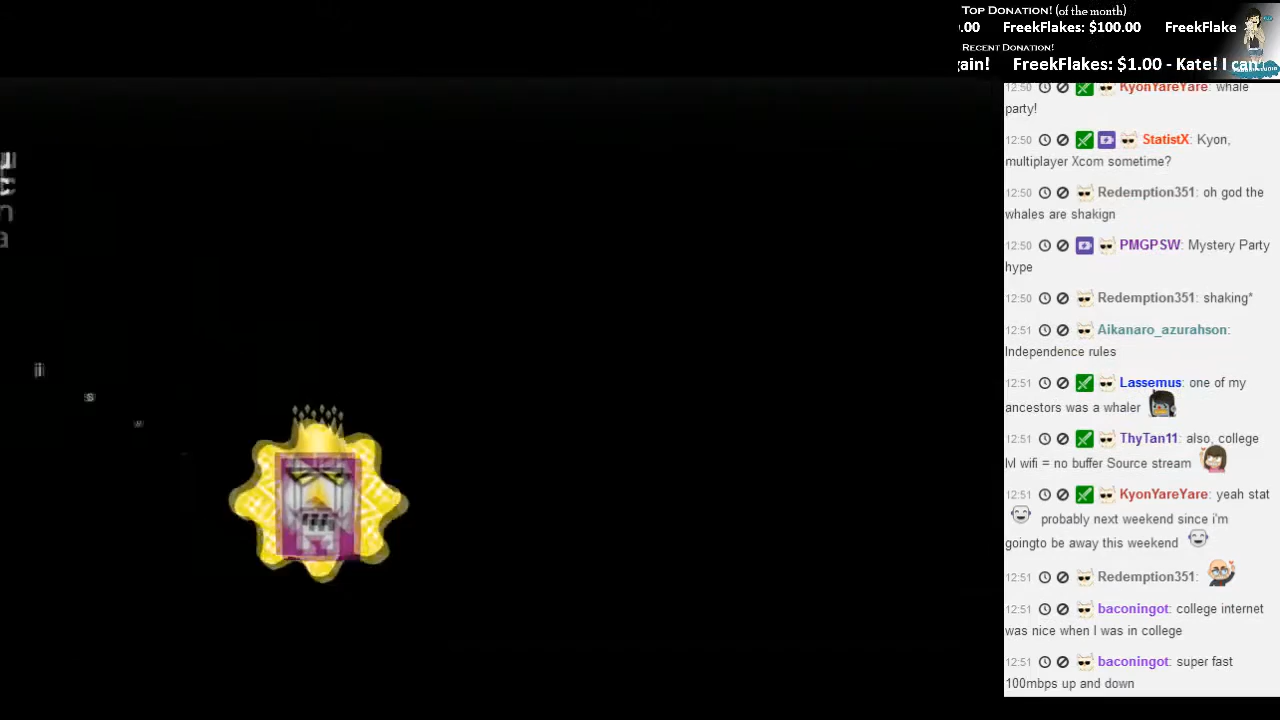 Top Donation! (of the month)
.00 FreekFlakes: $100.00 FreekFlake
Recent Donation!
gain! FreekFlakes: $1.00 - Kate! I can!
12:50 KyonYareYare: whale
party!
12:50 StatistX: Kyon,
multiplayer Xcom sometime?
12:50 Redemption351: oh god the
whales are shakign
12:50 PMGPSW: Mystery Party
hype
12:50 Redemption351: shaking*
12:51 Aikanaro_azurahson:
Independence rules
12:51 Lassemus: one of my
ancestors was a whaler
12:51 ThyTan11: also, college
lvl wifi = no buffer Source stream
12:51 KyonYareYare: yeah stat
probably next weekend since i'm
goingto be away this weekend
12:51 Redemption351:
12:51 baconingot: college internet
was nice when I was in college
12:51 baconingot: super fast
100mbps up and down